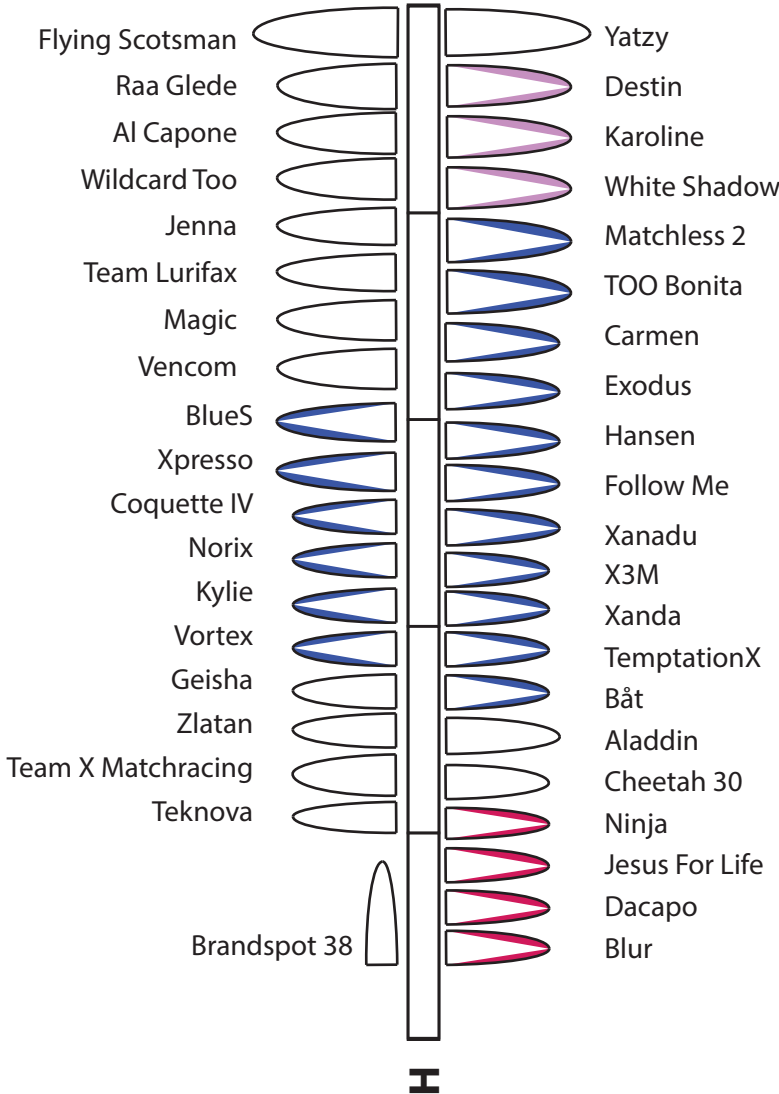 Flying Scotsman
Raa Glede
Al Capone
Wildcard Too
Jenna
Team Lurifax
Magic
Vencom
BlueS
Xpresso
Coquette IV
Norix
Kylie
Vortex
Geisha
Zlatan
Team X Matchracing
Teknova
Brandspot 38
Yatzy
Destin
Karoline
White Shadow
Matchless 2
TOO Bonita
Carmen
Exodus
Hansen
Follow Me
Xanadu
X3M
Xanda
TemptationX
Båt
Aladdin
Cheetah 30
Ninja
Jesus For Life
Dacapo
Blur
H